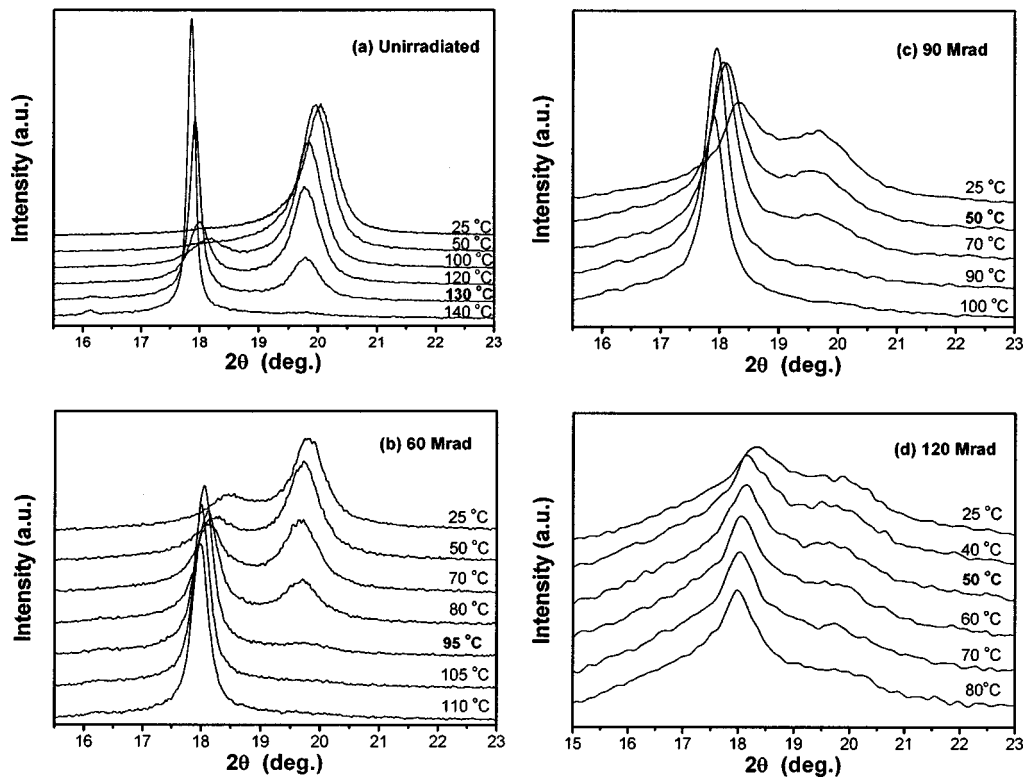 (a) Unirradiated
Intensity (a.u.)
25 °C
50 °C
100 °C
120 °C
130 °C
140 °C
16 17 18 19 20 21 22 23
2θ (deg.)
(c) 90 Mrad
Intensity (a.u.)
25 °C
50 °C
70 °C
90 °C
100 °C
16 17 18 19 20 21 22 23
2θ (deg.)
(b) 60 Mrad
Intensity (a.u.)
25 °C
50 °C
70 °C
80 °C
95 °C
105 °C
110 °C
16 17 18 19 20 21 22 23
2θ (deg.)
(d) 120 Mrad
Intensity (a.u.)
25 °C
40 °C
50 °C
60 °C
70 °C
80°C
15 16 17 18 19 20 21 22 23
2θ (deg.)